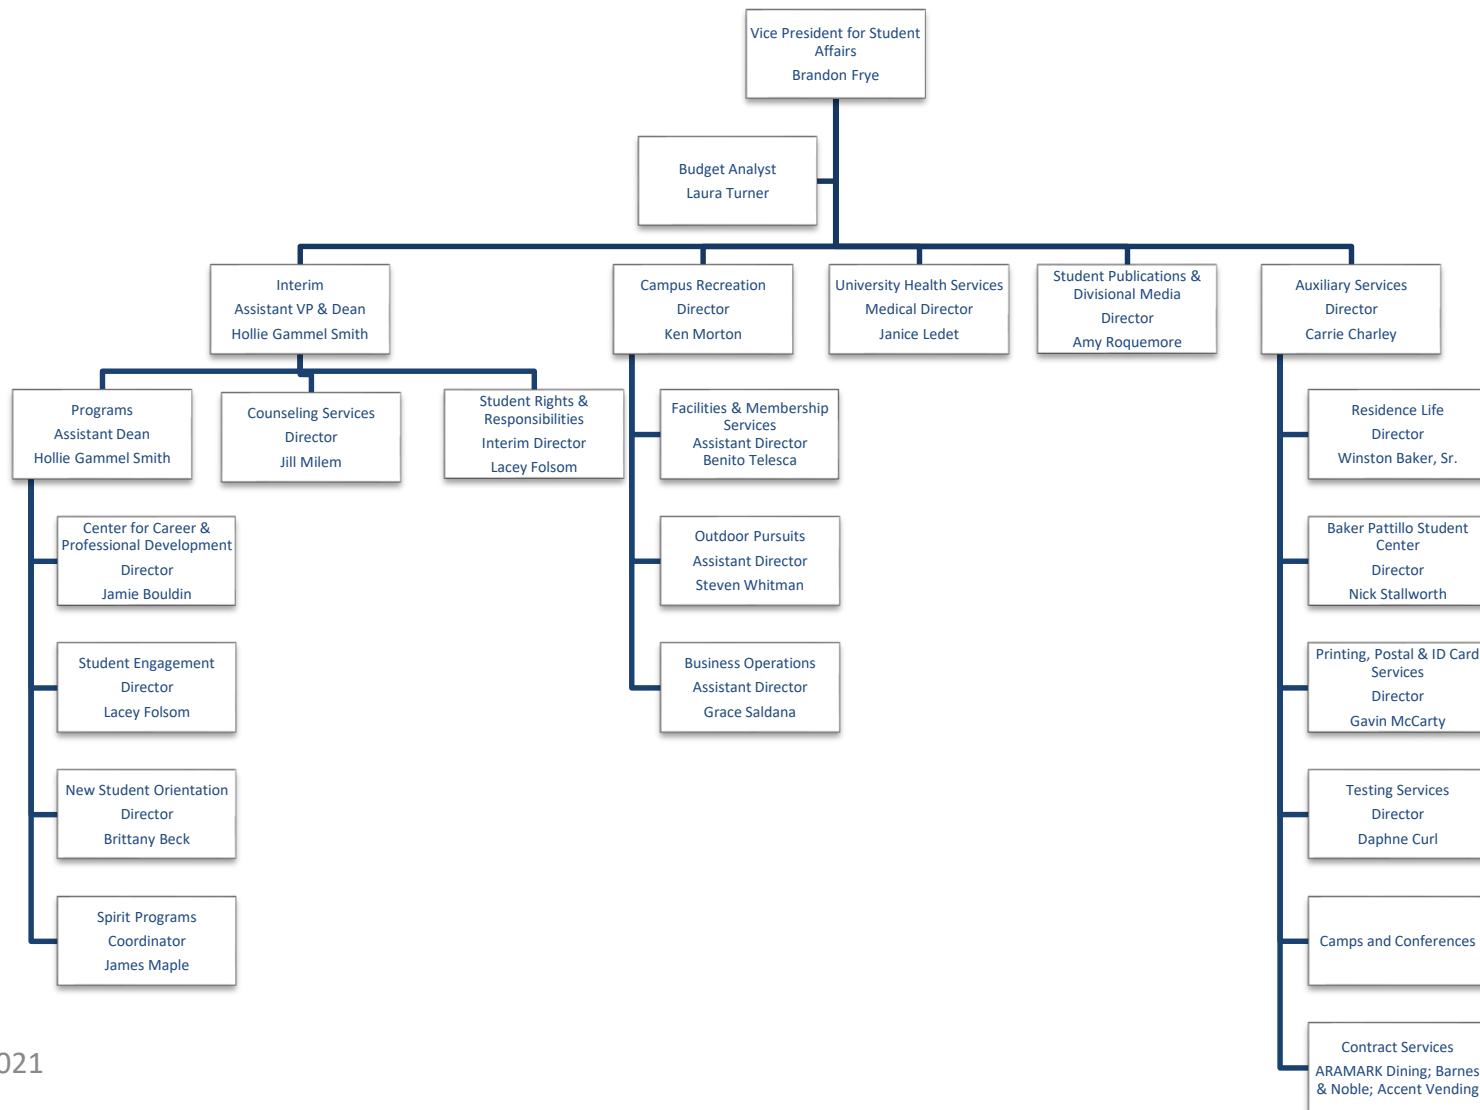 Vice President for Student
Affairs
Brandon Frye
Budget Analyst
Laura Turner
Interim
Assistant VP & Dean
Hollie Gammel Smith
Campus Recreation
Director
Ken Morton
University Health Services
Medical Director
Janice Ledet
Student Publications &
Divisional Media
Director
Amy Roquemore
Auxiliary Services
Director
Carrie Charley
Programs
Assistant Dean
Hollie Gammel Smith
Counseling Services
Director
Jill Milem
Student Rights &
Responsibilities
Interim Director
Lacey Folsom
Facilities & Membership
Services
Assistant Director
Benito Telesca
Residence Life
Director
Winston Baker, Sr.
Center for Career &
Professional Development
Director
Jamie Bouldin
Outdoor Pursuits
Assistant Director
Steven Whitman
Baker Pattillo Student
Center
Director
Nick Stallworth
Student Engagement
Director
Lacey Folsom
Business Operations
Assistant Director
Grace Saldana
Printing, Postal & ID Card
Services
Director
Gavin McCarty
New Student Orientation
Director
Brittany Beck
Testing Services
Director
Daphne Curl
Spirit Programs
Coordinator
James Maple
Camps and Conferences
Contract Services
ARAMARK Dining; Barnes
& Noble; Accent Vending
021